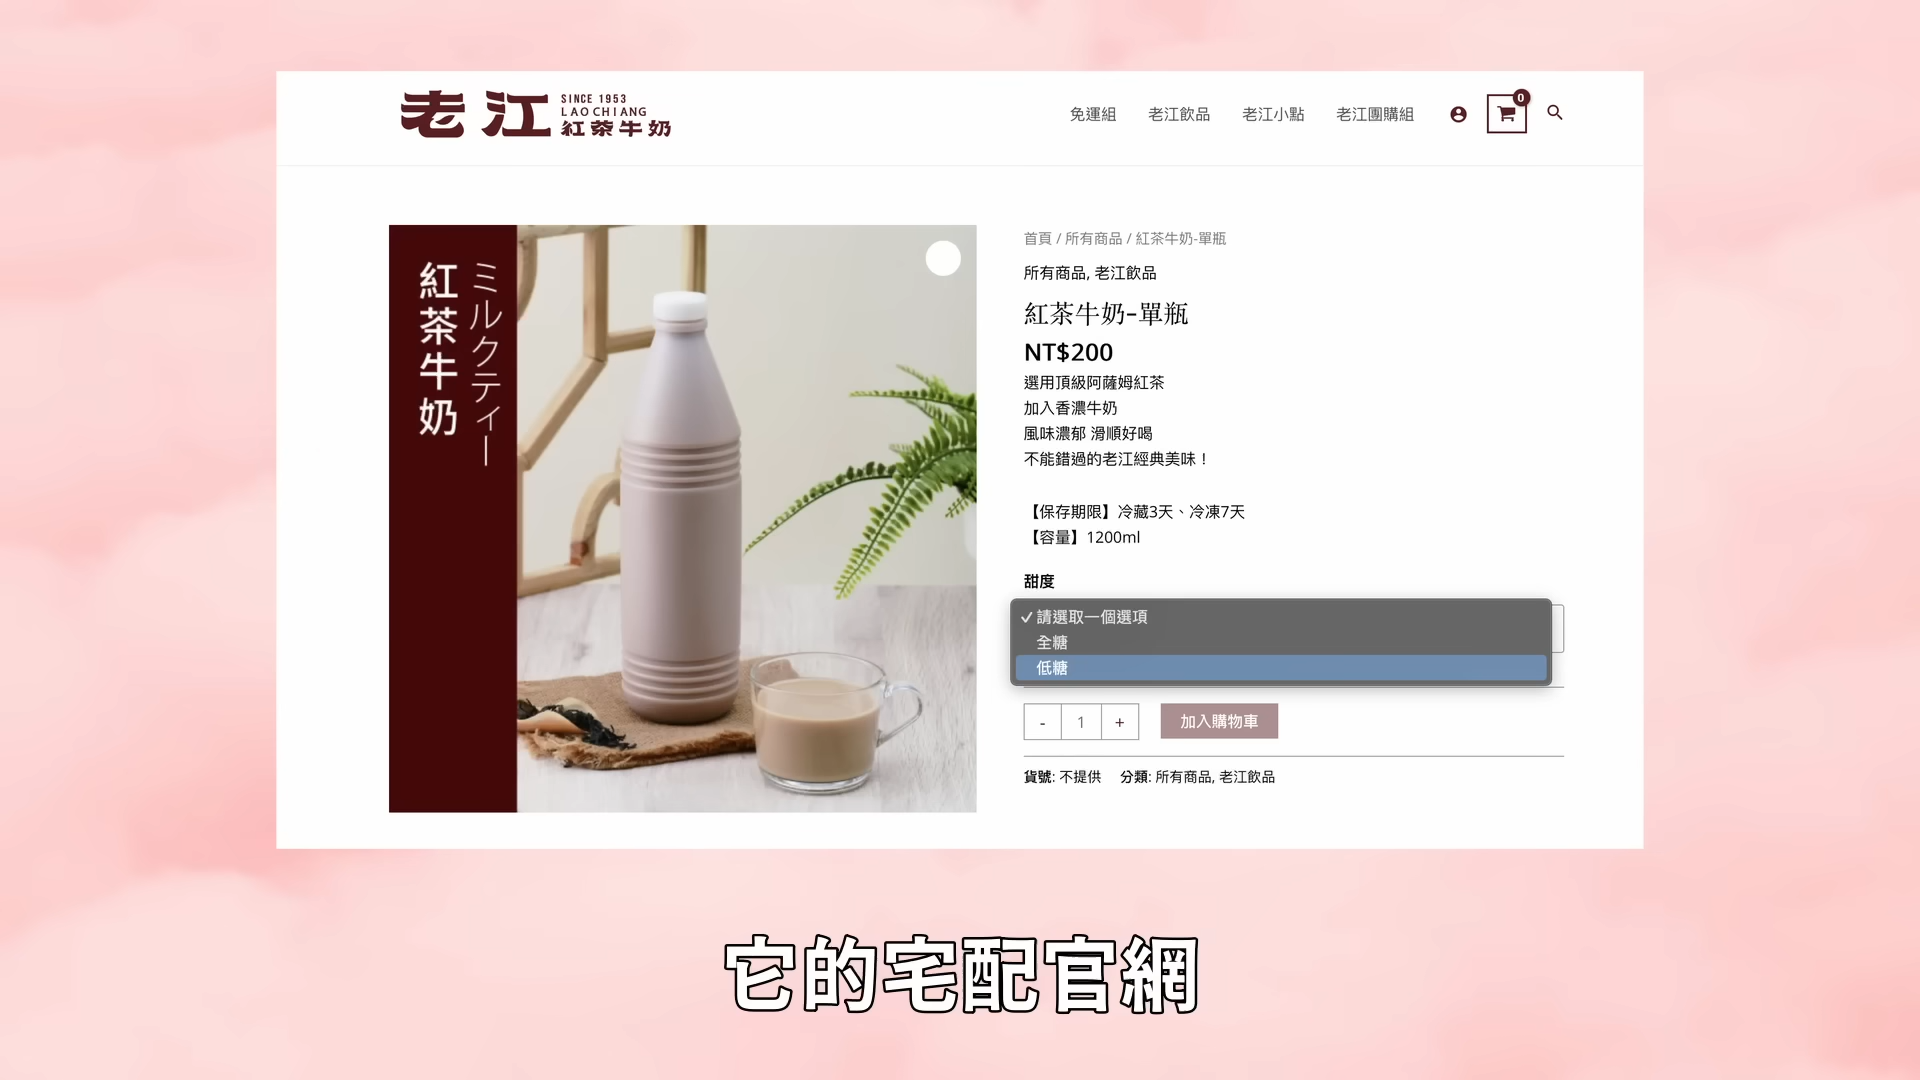 老江
SINCE 1953
LAO CHIANG
紅茶牛奶
免運組
老江飲品
老江小點
老江團購組
0
紅茶牛奶
ミルクティー
首頁 / 所有商品 / 紅茶牛奶-單瓶
所有商品, 老江飲品
紅茶牛奶-單瓶
NT$200
選用頂級阿薩姆紅茶
加入香濃牛奶
風味濃郁 滑順好喝
不能錯過的老江經典美味！
【保存期限】冷藏3天、冷凍7天
【容量】1200ml
甜度
✓ 請選取一個選項
全糖
低糖
- 1 +
加入購物車
貨號: 不提供 分類: 所有商品, 老江飲品
它的宅配官網